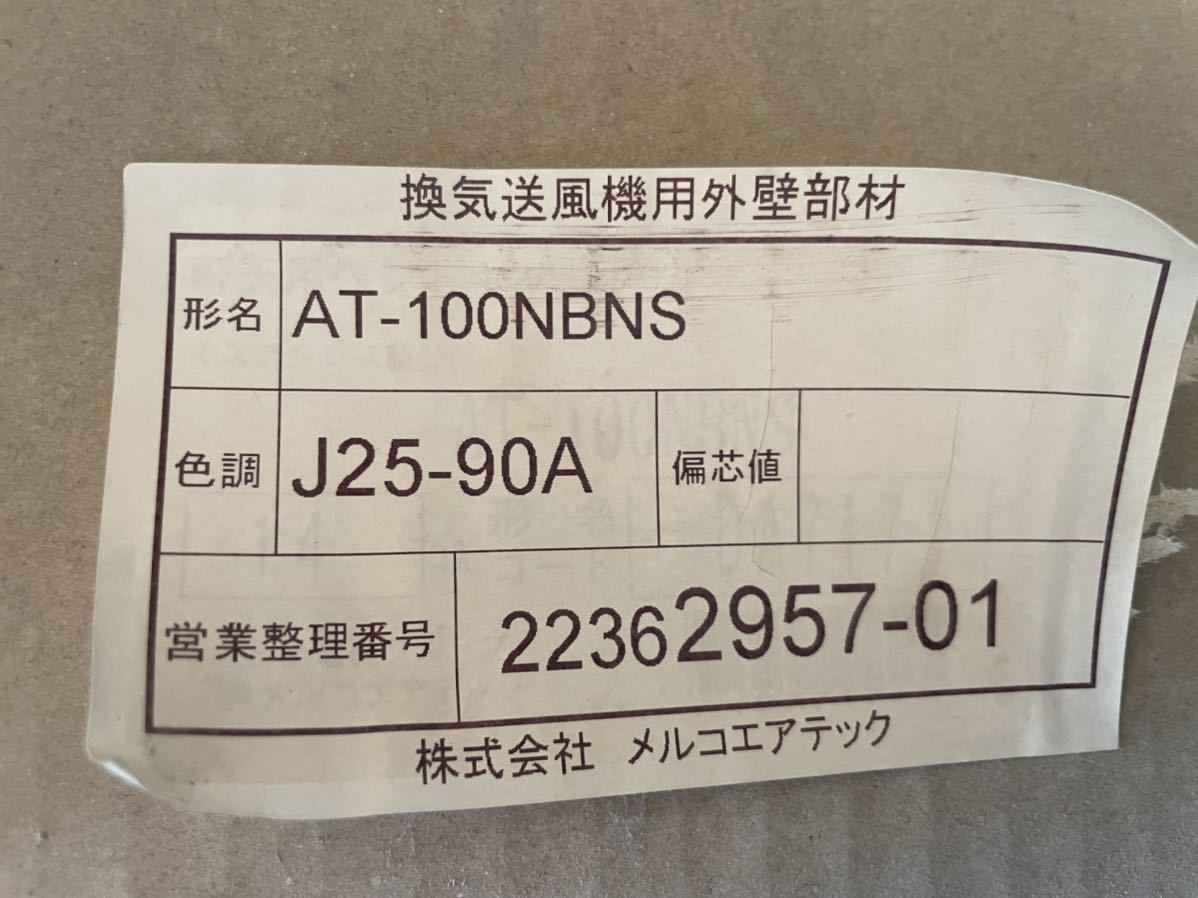 換気送風機用外壁部材
形名 AT-100NBNS
色調 J25-90A 偏芯値
営業整理番号 22362957-01
株式会社 メルコエアテック